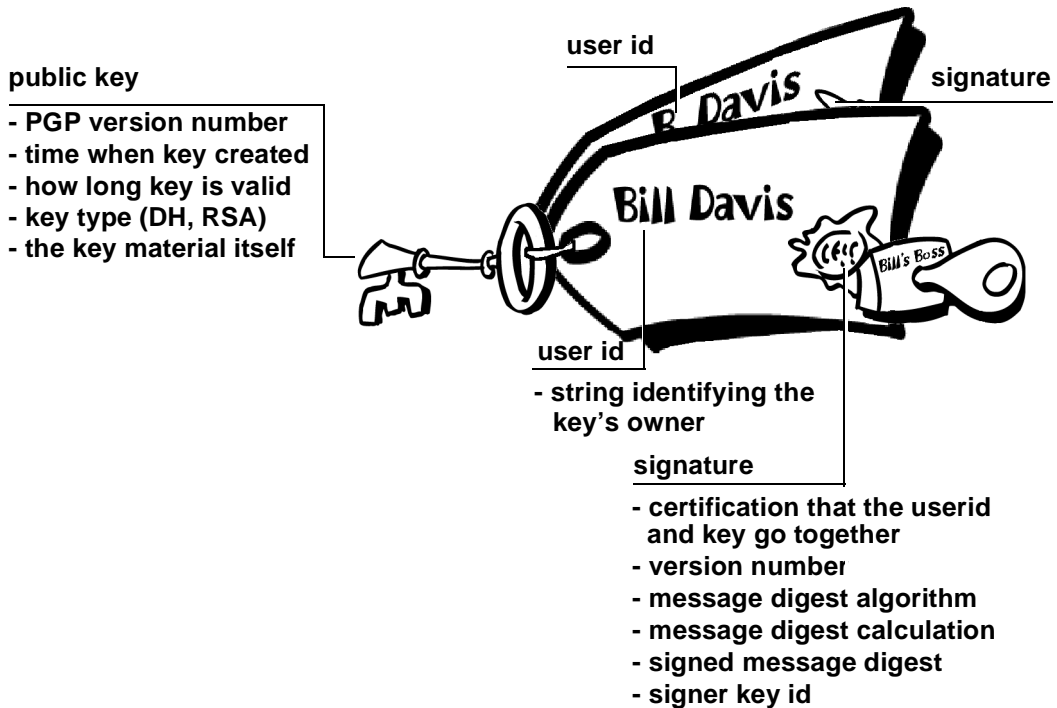 user id
public key
signature
- PGP version number
- time when key created
- how long key is valid
- key type (DH, RSA)
- the key material itself
B. Davis
Bill Davis
Bill's Boss
user id
- string identifying the
key’s owner
signature
- certification that the userid
and key go together
- version number
- message digest algorithm
- message digest calculation
- signed message digest
- signer key id